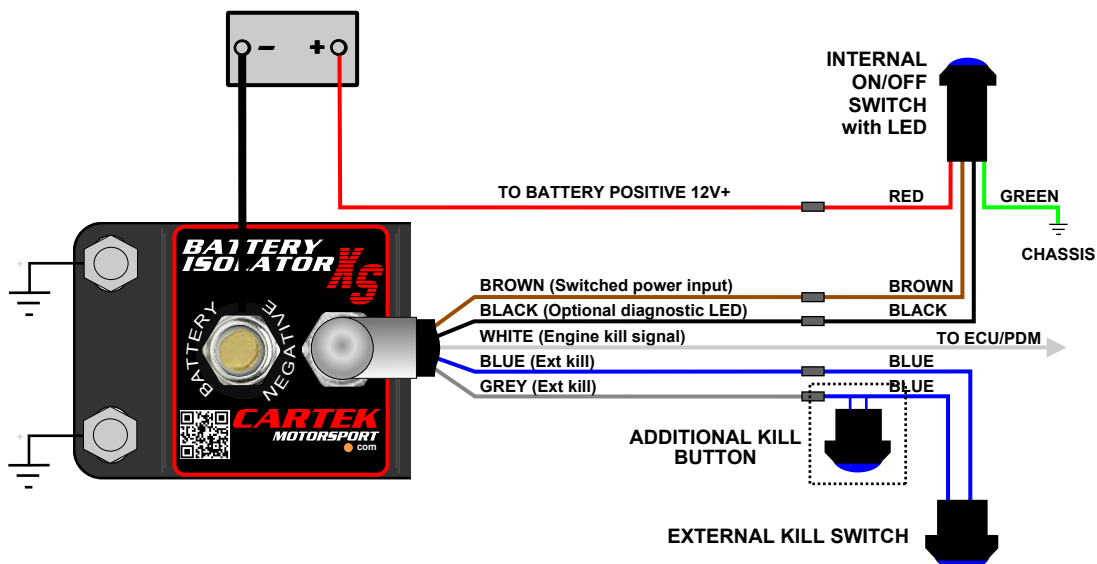 − +
INTERNAL
ON/OFF
SWITCH
with LED
TO BATTERY POSITIVE 12V+
RED
GREEN
CHASSIS
BATTERY
ISOLATOR XS
BATTERY NEGATIVE
CARTEK
MOTORSPORT
com
BROWN (Switched power input)
BROWN
BLACK (Optional diagnostic LED)
BLACK
WHITE (Engine kill signal)
TO ECU/PDM
BLUE (Ext kill)
BLUE
GREY (Ext kill)
BLUE
ADDITIONAL KILL
BUTTON
EXTERNAL KILL SWITCH